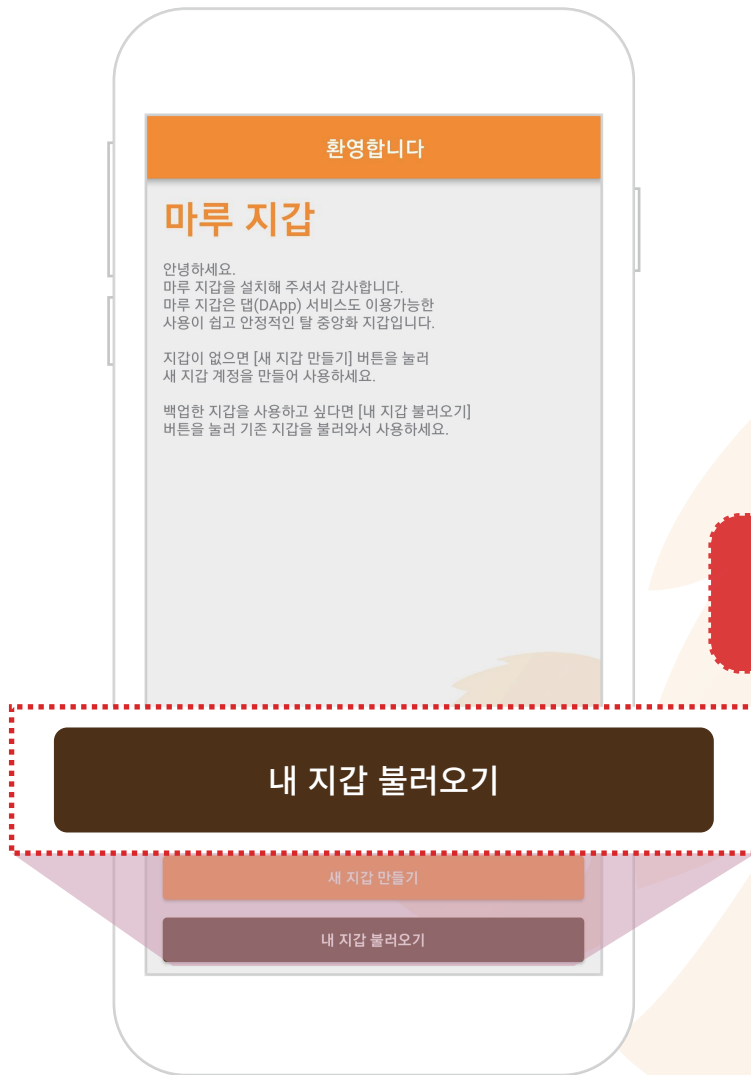 환영합니다
마루 지갑
안녕하세요.
마루 지갑을 설치해 주셔서 감사합니다.
마루 지갑은 댑(DApp) 서비스도 이용가능한
사용이 쉽고 안정적인 탈 중앙화 지갑입니다.
지갑이 없으면 [새 지갑 만들기] 버튼을 눌러
새 지갑 계정을 만들어 사용하세요.
백업한 지갑을 사용하고 싶다면 [내 지갑 불러오기]
버튼을 눌러 기존 지갑을 불러와서 사용하세요.
내 지갑 불러오기
새 지갑 만들기
내 지갑 불러오기